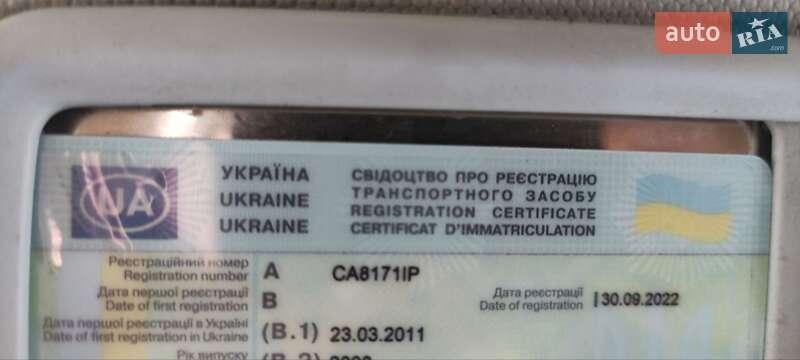 auto RIA.com
УКРАЇНА СВІДОЦТВО ПРО РЕЄСТРАЦІЮ
UKRAINE ТРАНСПОРТНОГО ЗАСОБУ
UKRAINE REGISTRATION CERTIFICATE
CERTIFICAT D'IMMATRICULATION
UA
Реєстраційний номер
Registration number A CA8171IP
Дата першої реєстрації
Date of first registration B
Дата реєстрації
Date of registration 30.09.2022
Дата першої реєстрації в Україні
Date of first registration in Ukraine (B.1) 23.03.2011
Рік випуску